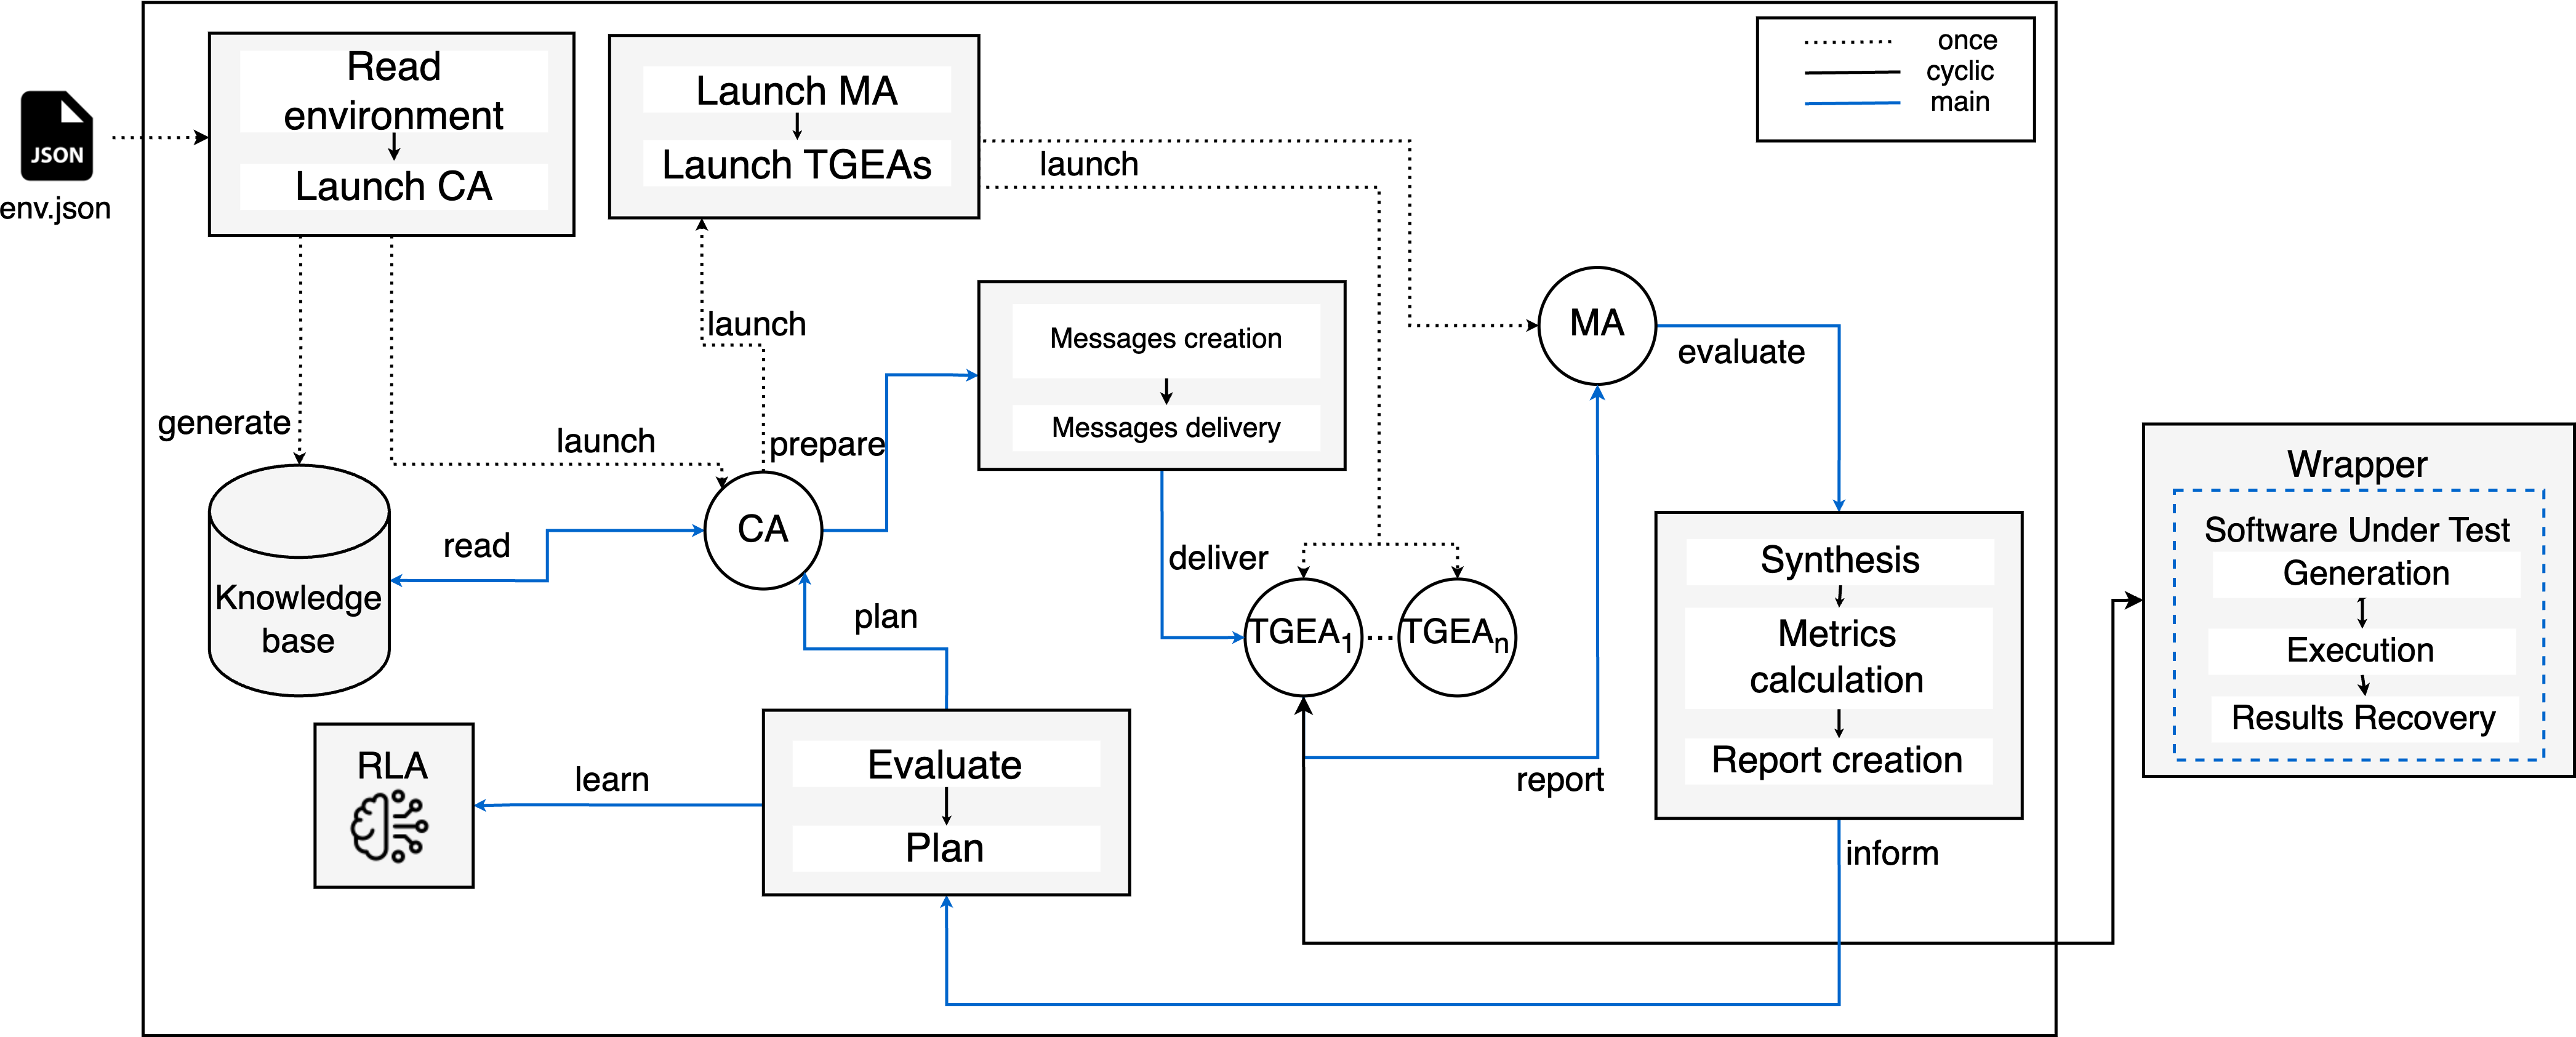 once
cyclic
main
JSON
env.json
Read
environment
Launch CA
Launch MA
Launch TGEAs
launch
generate
launch
launch
prepare
Messages creation
Messages delivery
MA
evaluate
Knowledge
base
read
CA
plan
deliver
TGEA1
...
TGEAn
report
Synthesis
Metrics
calculation
Report creation
inform
RLA
learn
Evaluate
Plan
Wrapper
Software Under Test
Generation
Execution
Results Recovery